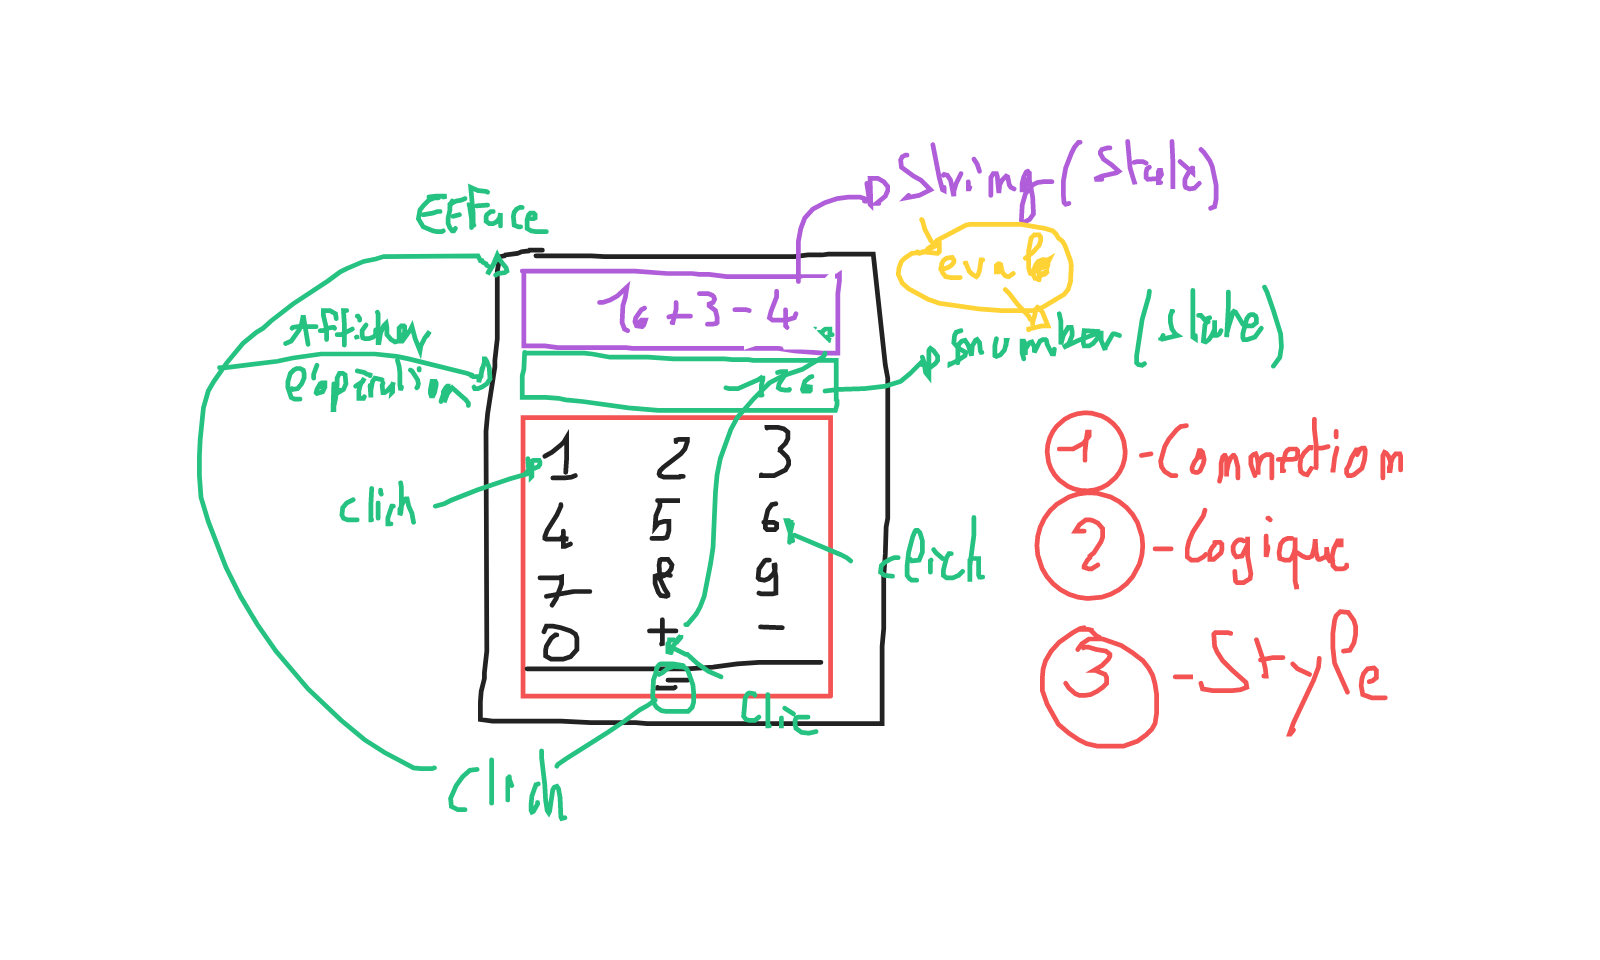 String (State)
Efface
eval
16+3-4
Afficher
l'opération
number (state)
1 2 3
1 - Connection
click
4 5 6
2 - Logique
click
7 8 9
0 + -
3 - Style
=
Clic
Click